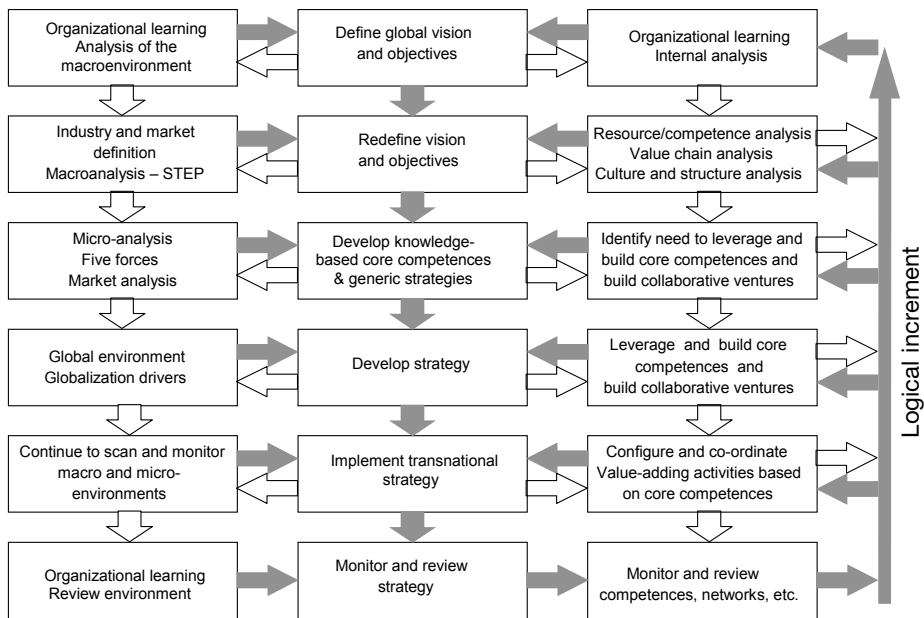 Organizational learning
Analysis of the
macroenvironment
Define global vision
and objectives
Organizational learning
Internal analysis
Industry and market
definition
Macroanalysis – STEP
Redefine vision
and objectives
Resource/competence analysis
Value chain analysis
Culture and structure analysis
Micro-analysis
Five forces
Market analysis
Develop knowledge-
based core competences
& generic strategies
Identify need to leverage and
build core competences and
build collaborative ventures
Global environment
Globalization drivers
Develop strategy
Leverage and build core
competences and
build collaborative ventures
Continue to scan and monitor
macro and micro-
environments
Implement transnational
strategy
Configure and co-ordinate
Value-adding activities based
on core competences
Organizational learning
Review environment
Monitor and review
strategy
Monitor and review
competences, networks, etc.
Logical increment